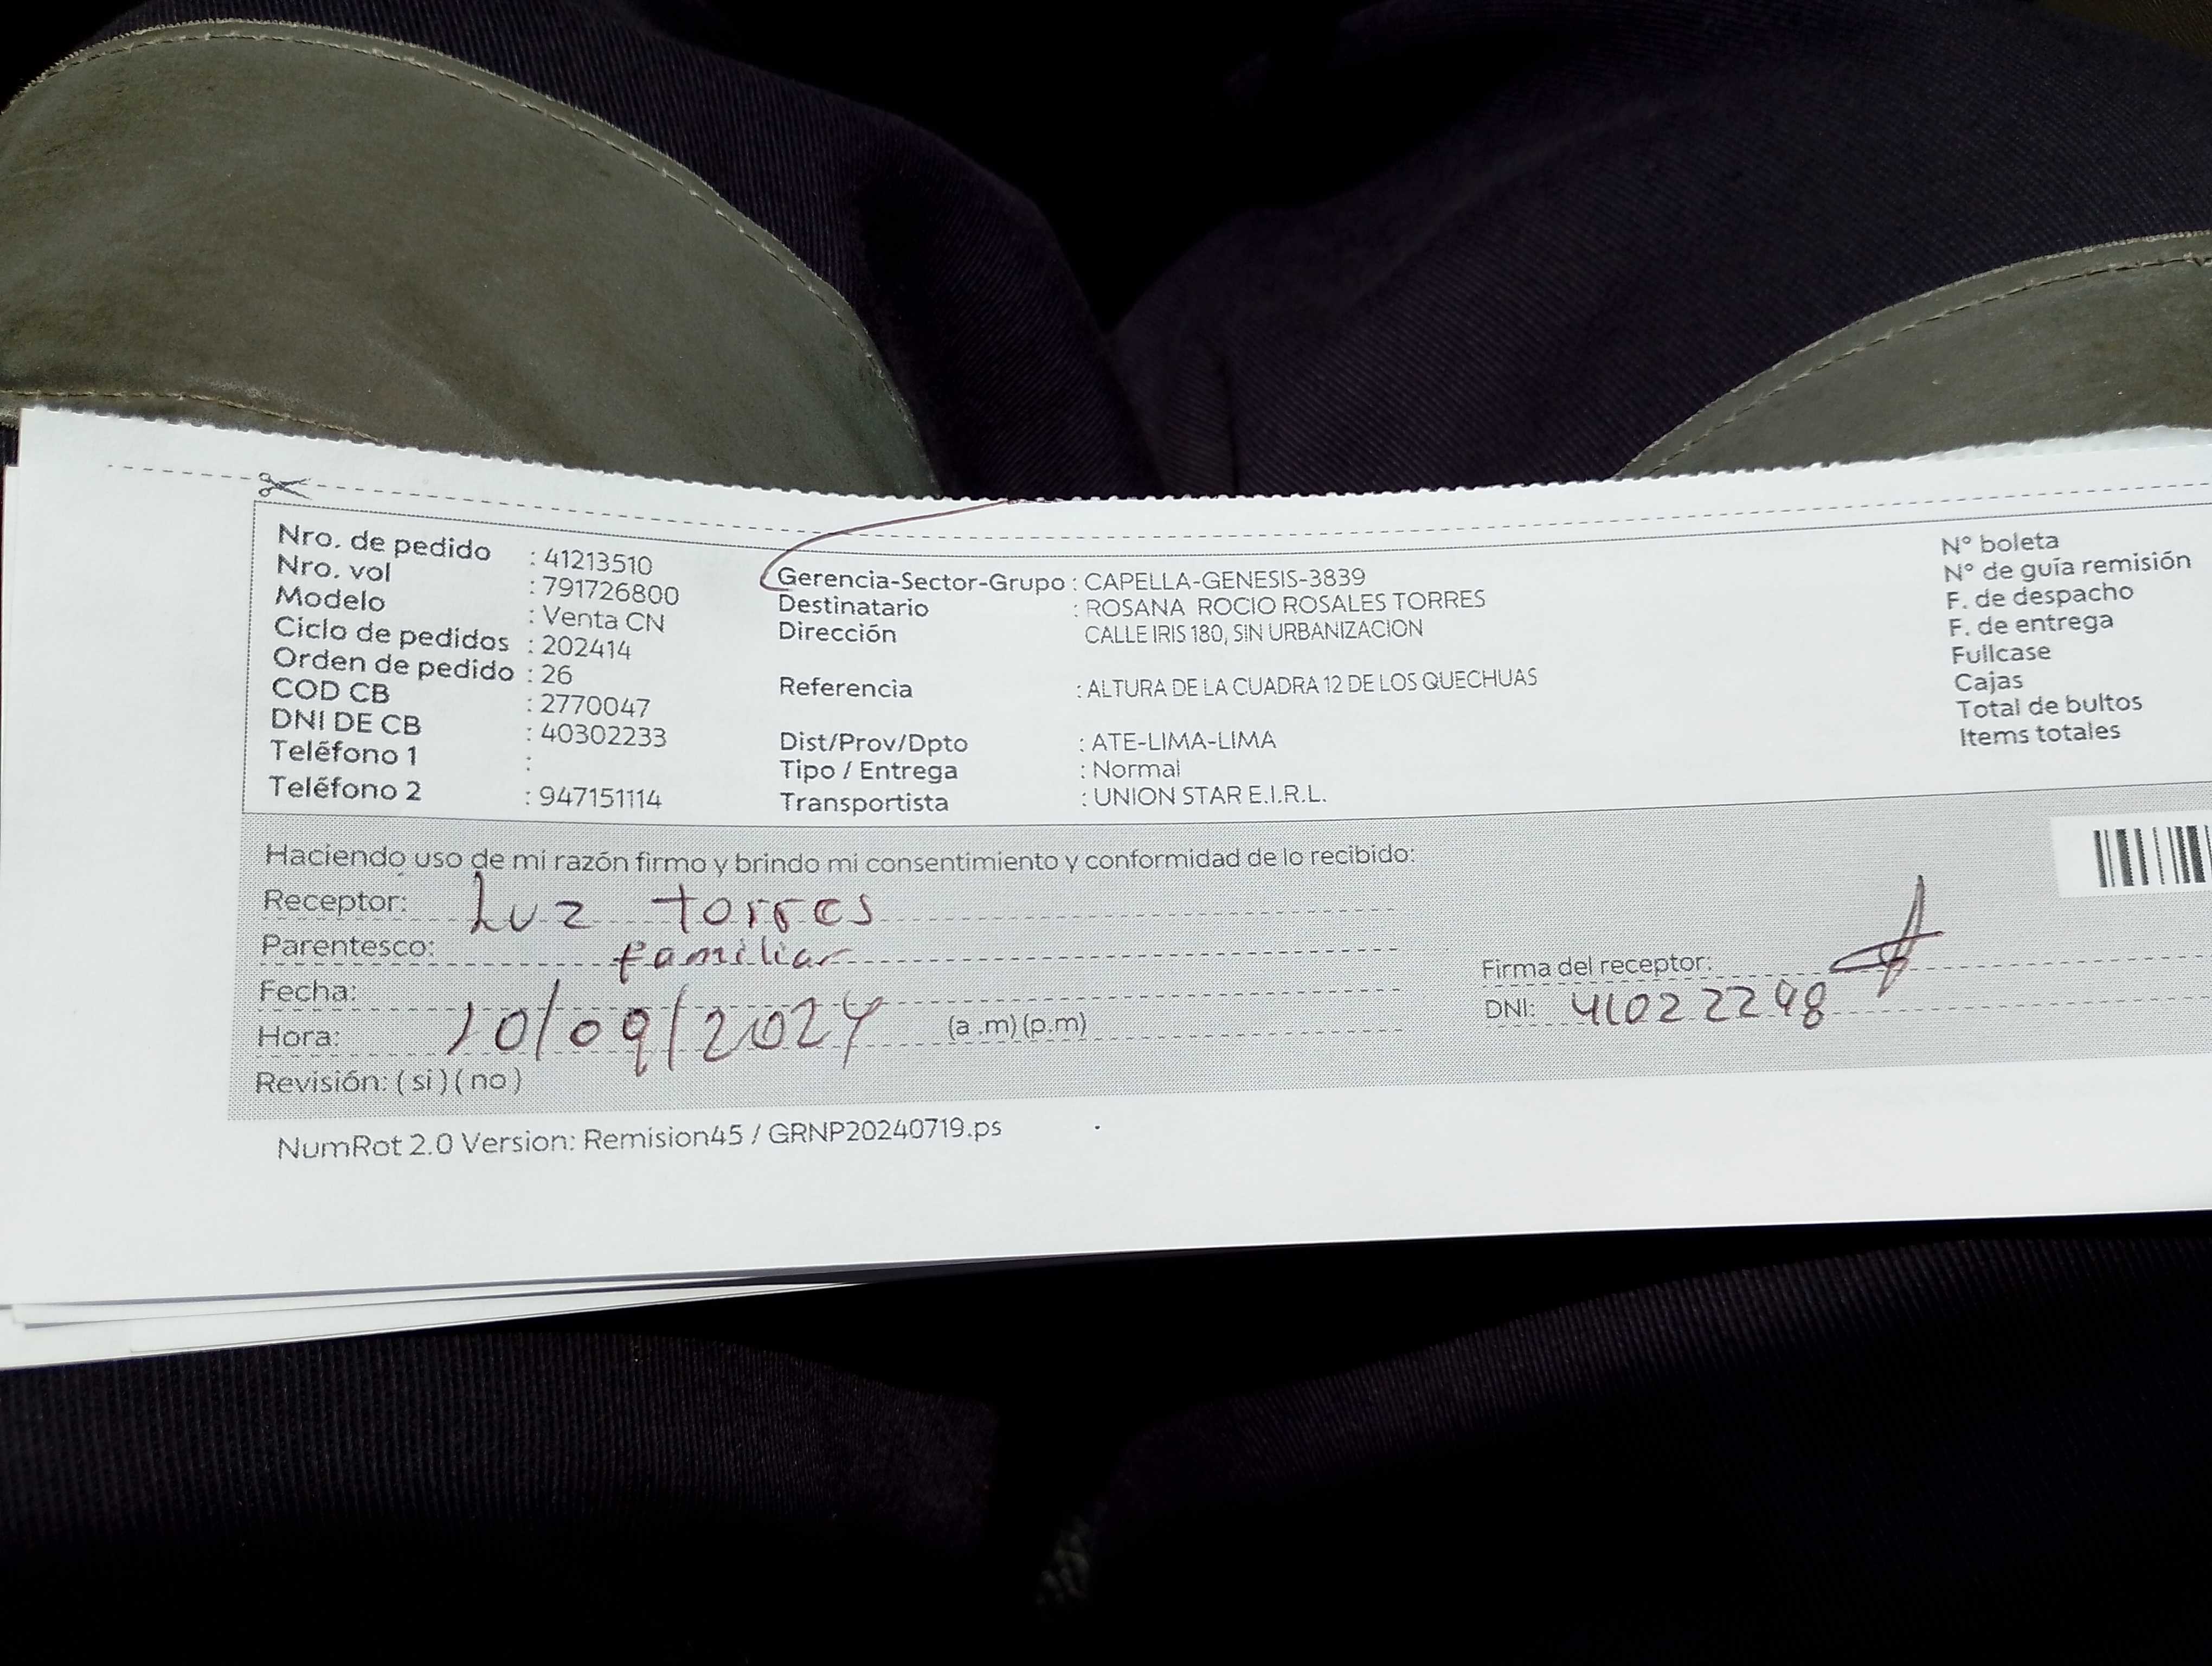 Nro. de pedido : 41213510
Nro. vol : 791726800
Modelo : Venta CN
Ciclo de pedidos : 202414
Orden de pedido : 26
COD CB : 2770047
DNI DE CB : 40302233
Teléfono 1 :
Teléfono 2 : 947151114
Gerencia-Sector-Grupo : CAPELLA-GENESIS-3839
Destinatario : ROSANA ROCIO ROSALES TORRES
Dirección CALLE IRIS 180, SIN URBANIZACION
Referencia : ALTURA DE LA CUADRA 12 DE LOS QUECHUAS
Dist/Prov/Dpto : ATE-LIMA-LIMA
Tipo / Entrega : Normal
Transportista : UNION STAR E.I.R.L.
N° boleta
N° de guía remisión
F. de despacho
F. de entrega
Fullcase
Cajas
Total de bultos
Items totales
Haciendo uso de mi razón firmo y brindo mi consentimiento y conformidad de lo recibido:
Receptor: Luz torres
Parentesco: familiar
Fecha: 10/09/2024
Hora: (a .m) (p.m)
Revisión: ( si ) ( no )
Firma del receptor:
DNI: 41022298
NumRot 2.0 Version: Remision45 / GRNP20240719.ps